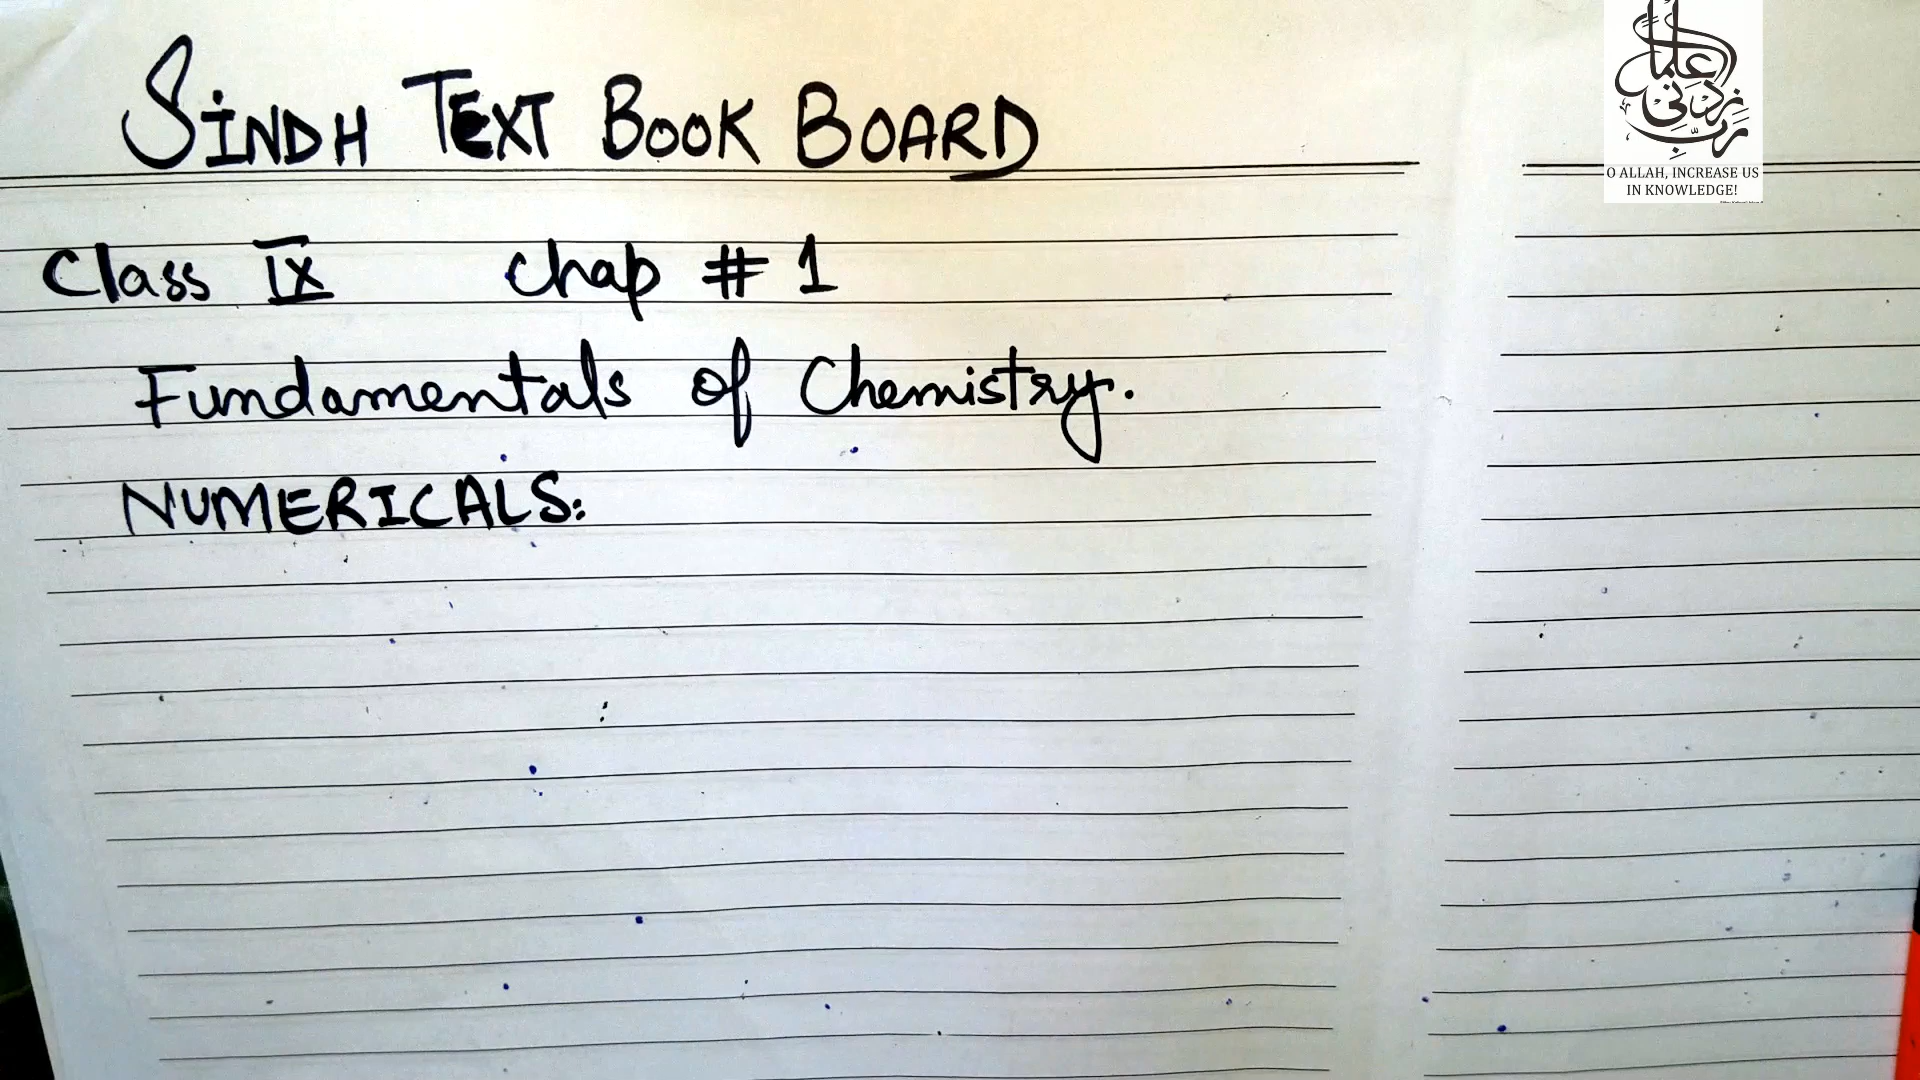 SINDH TEXT BOOK BOARD
Class IX Chap # 1
Fundamentals of Chemistry.
NUMERICALS:
رَبِّ زِدْنِي عِلْمًا
O ALLAH, INCREASE US
IN KNOWLEDGE!